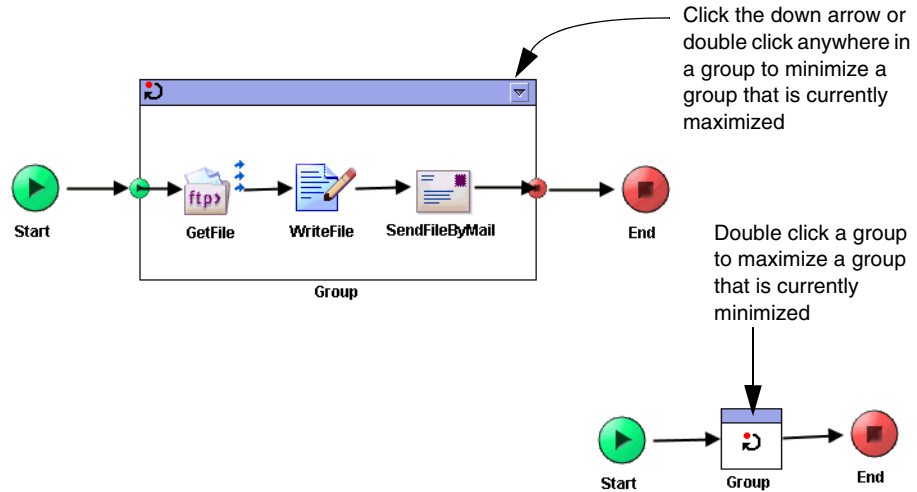 Click the down arrow or
double click anywhere in
a group to minimize a
group that is currently
maximized
Start
ftp>
GetFile
WriteFile
SendFileByMail
End
Group
Double click a group
to maximize a group
that is currently
minimized
Start
Group
End